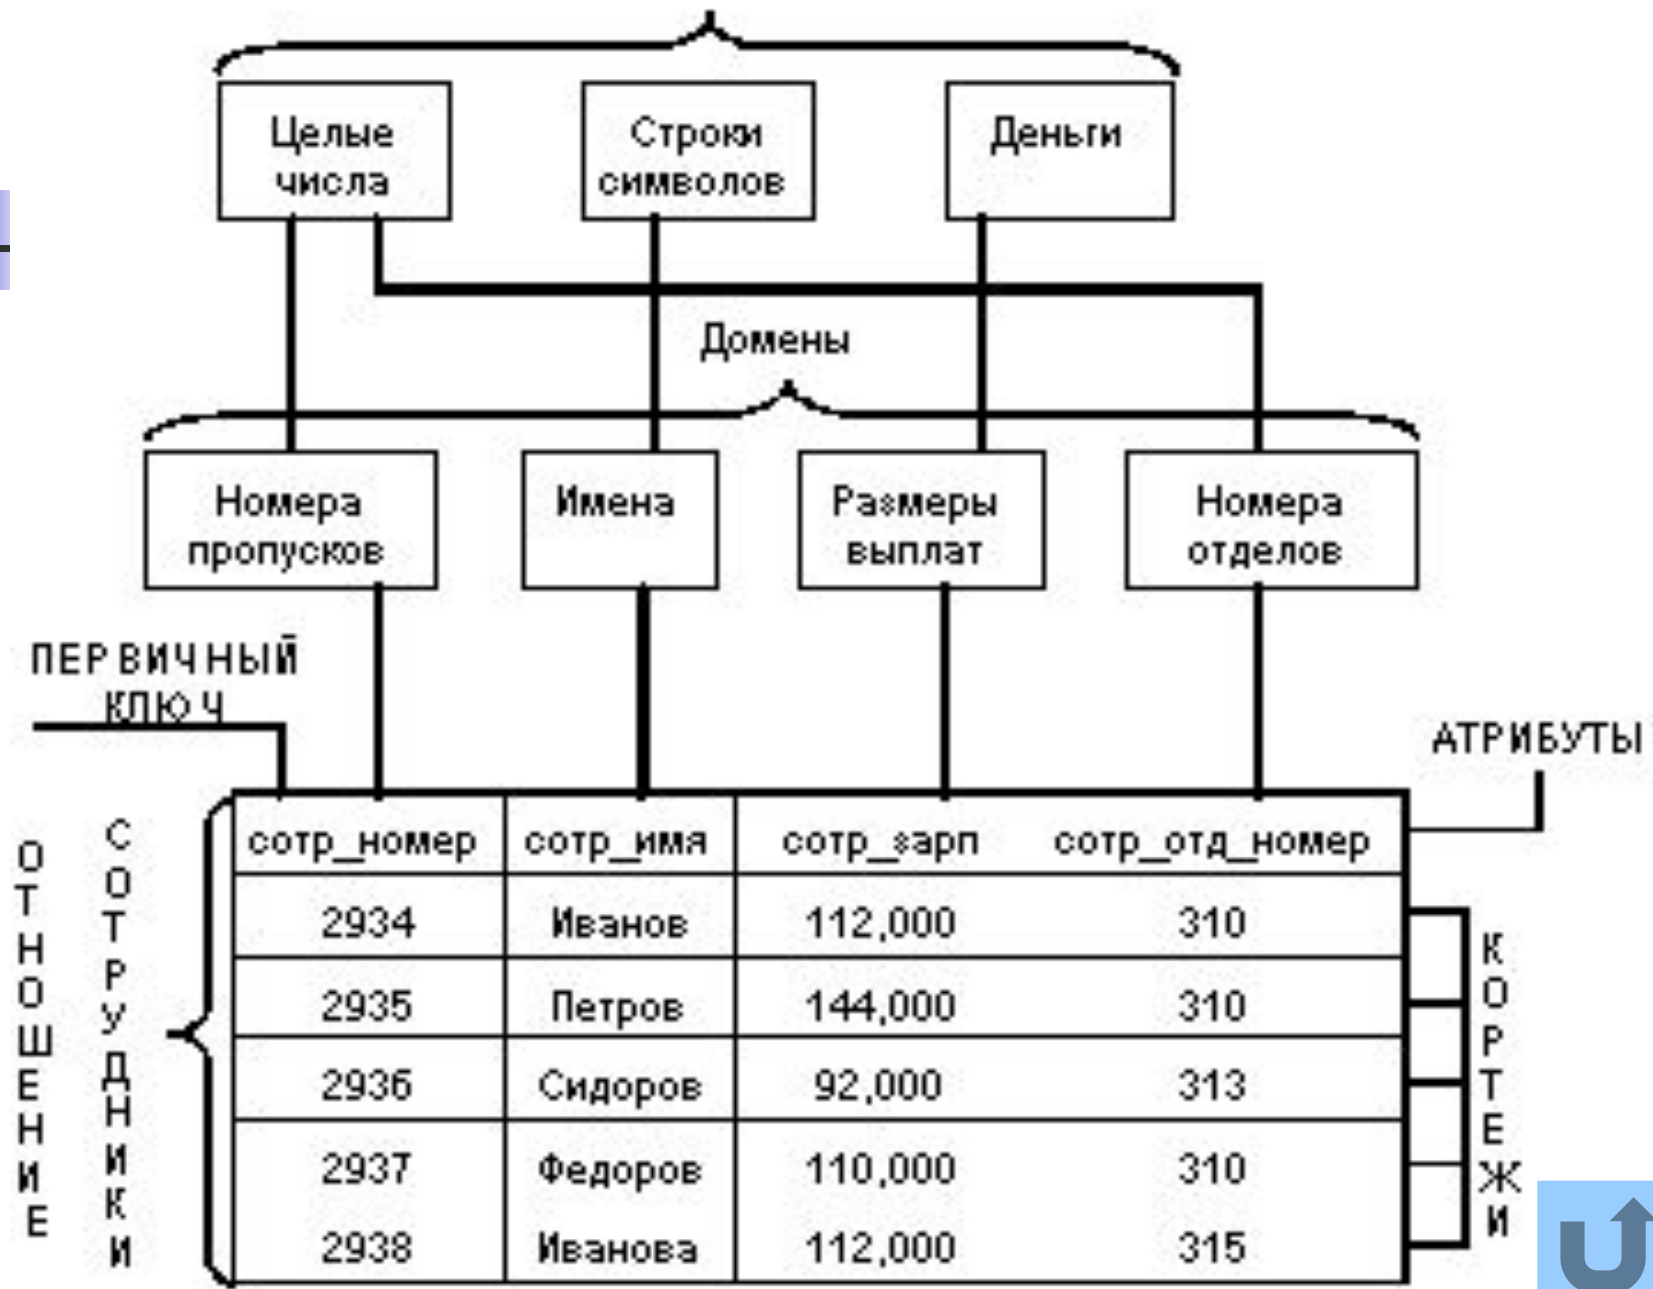 Целые
числа
Строки
символов
Деньги
Домены
Номера
пропусков
Имена
Размеры
выплат
Номера
отделов
ПЕРВИЧНЫЙ
КЛЮЧ
АТРИБУТЫ
ОТНОШЕНИЕ
СОТРУДНИКИ
сотр_номер сотр_имя сотр_зарп сотр_отд_номер
2934 Иванов 112,000 310
2935 Петров 144,000 310
2936 Сидоров 92,000 313
2937 Федоров 110,000 310
2938 Иванова 112,000 315
КОРТЕЖИ